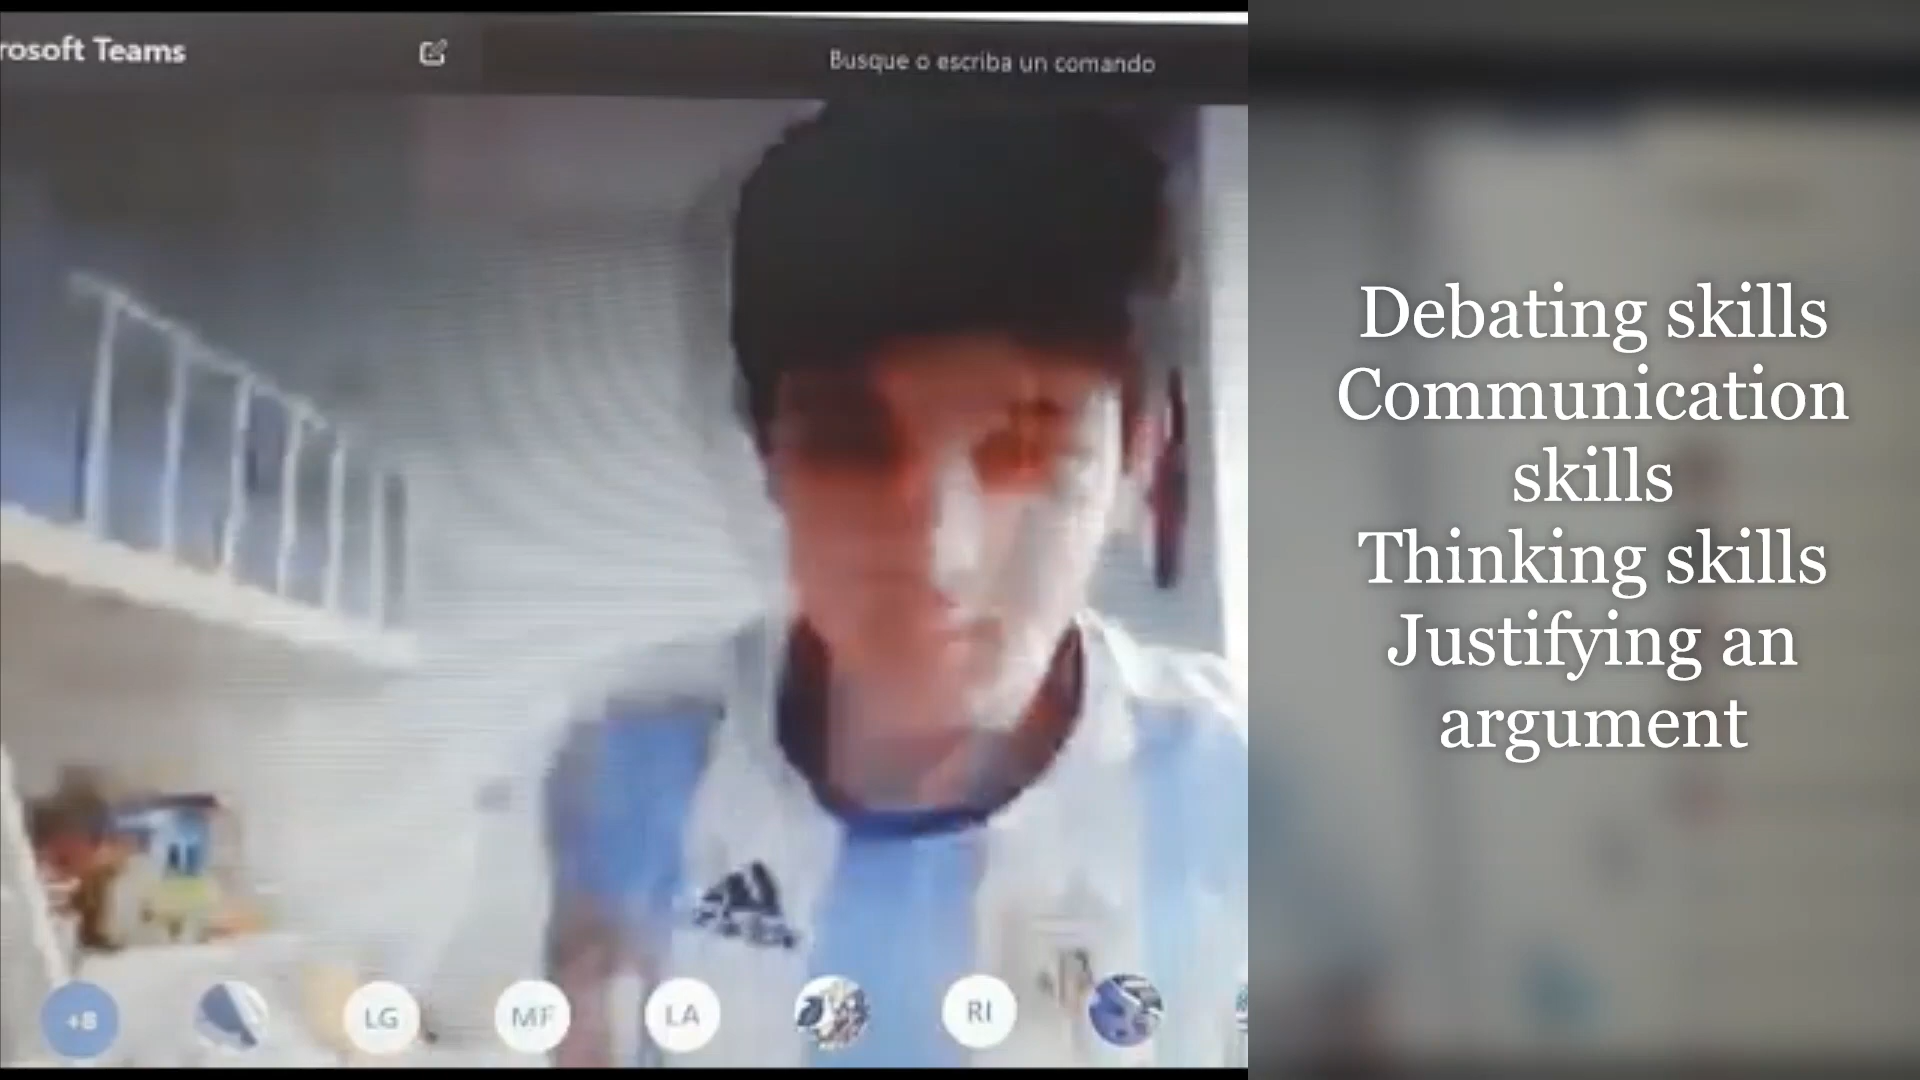 rosoft Teams
Busque o escriba un comando
Debating skills
Communication
skills
Thinking skills
Justifying an
argument
+8
LG
MF
LA
RI